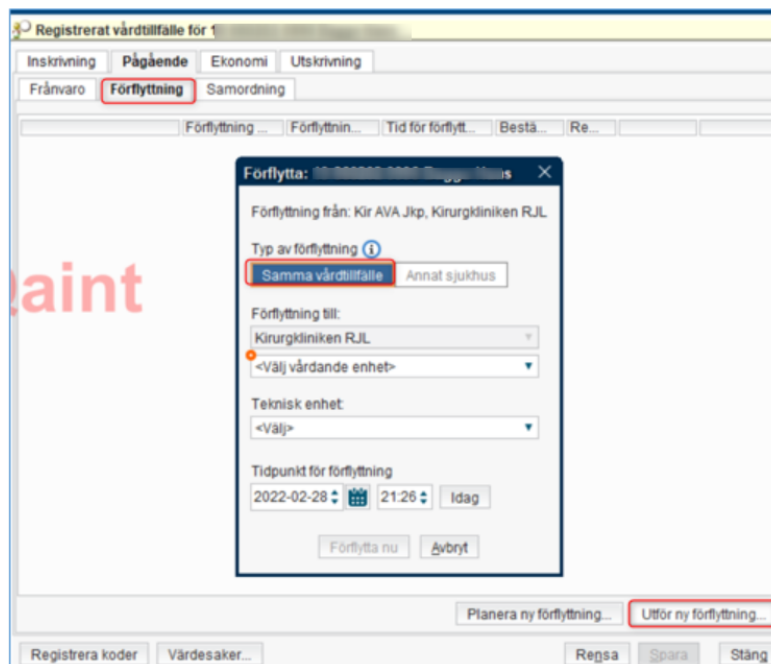 Registrerat vårdtillfälle för 1
Inskrivning Pågående Ekonomi Utskrivning
Frånvaro Förflyttning Samordning
Förflyttning ... Förflyttnin... Tid för förflytt... Bestä... Re...
Förflytta: s
Förflyttning från: Kir AVA Jkp, Kirurgkliniken RJL
Typ av förflyttning
Samma vårdtillfälle Annat sjukhus
aint
Förflyttning till:
Kirurgkliniken RJL
<Välj vårdande enhet>
Teknisk enhet:
<Välj>
Tidpunkt för förflyttning
2022-02-28 21:26 Idag
Förflytta nu Avbryt
Planera ny förflyttning... Utför ny förflyttning...
Registrera koder Värdesaker... Rensa Spara Stäng